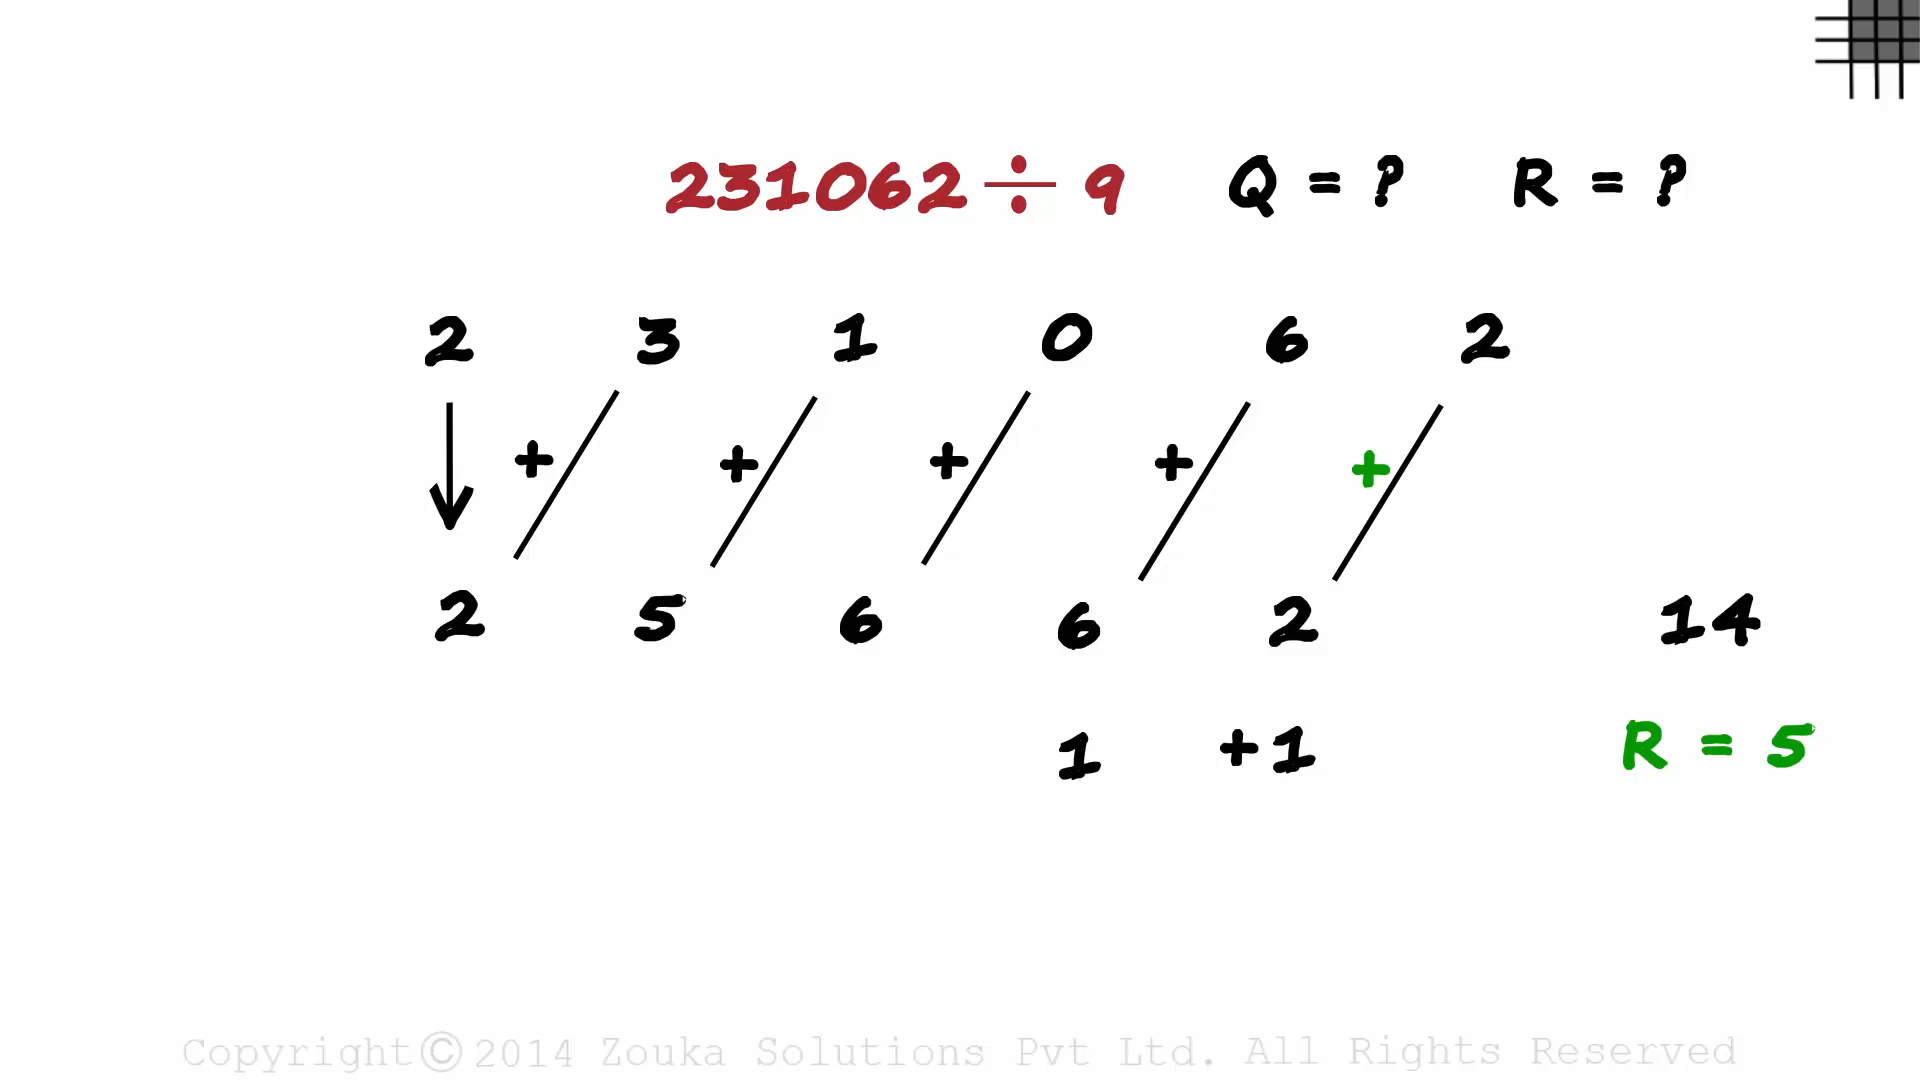 231062 ÷ 9 Q = ? R = ?
2 3 1 0 6 2
+ + + + +
2 5 6 6 2 14
1 +1 R = 5
Copyright©2014 Zouka Solutions Pvt Ltd. All Rights Reserved